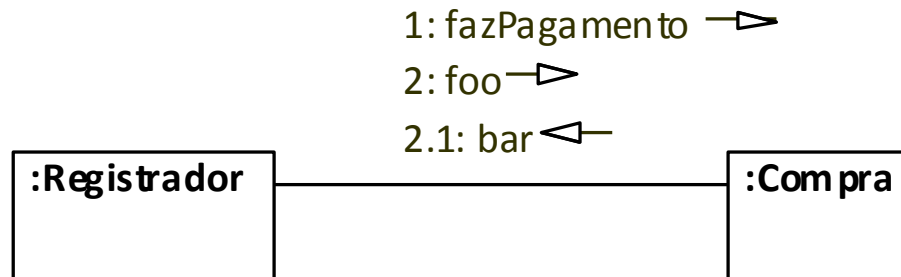 1: fazPagamento
2: foo
2.1: bar
:Registrador
:Compra